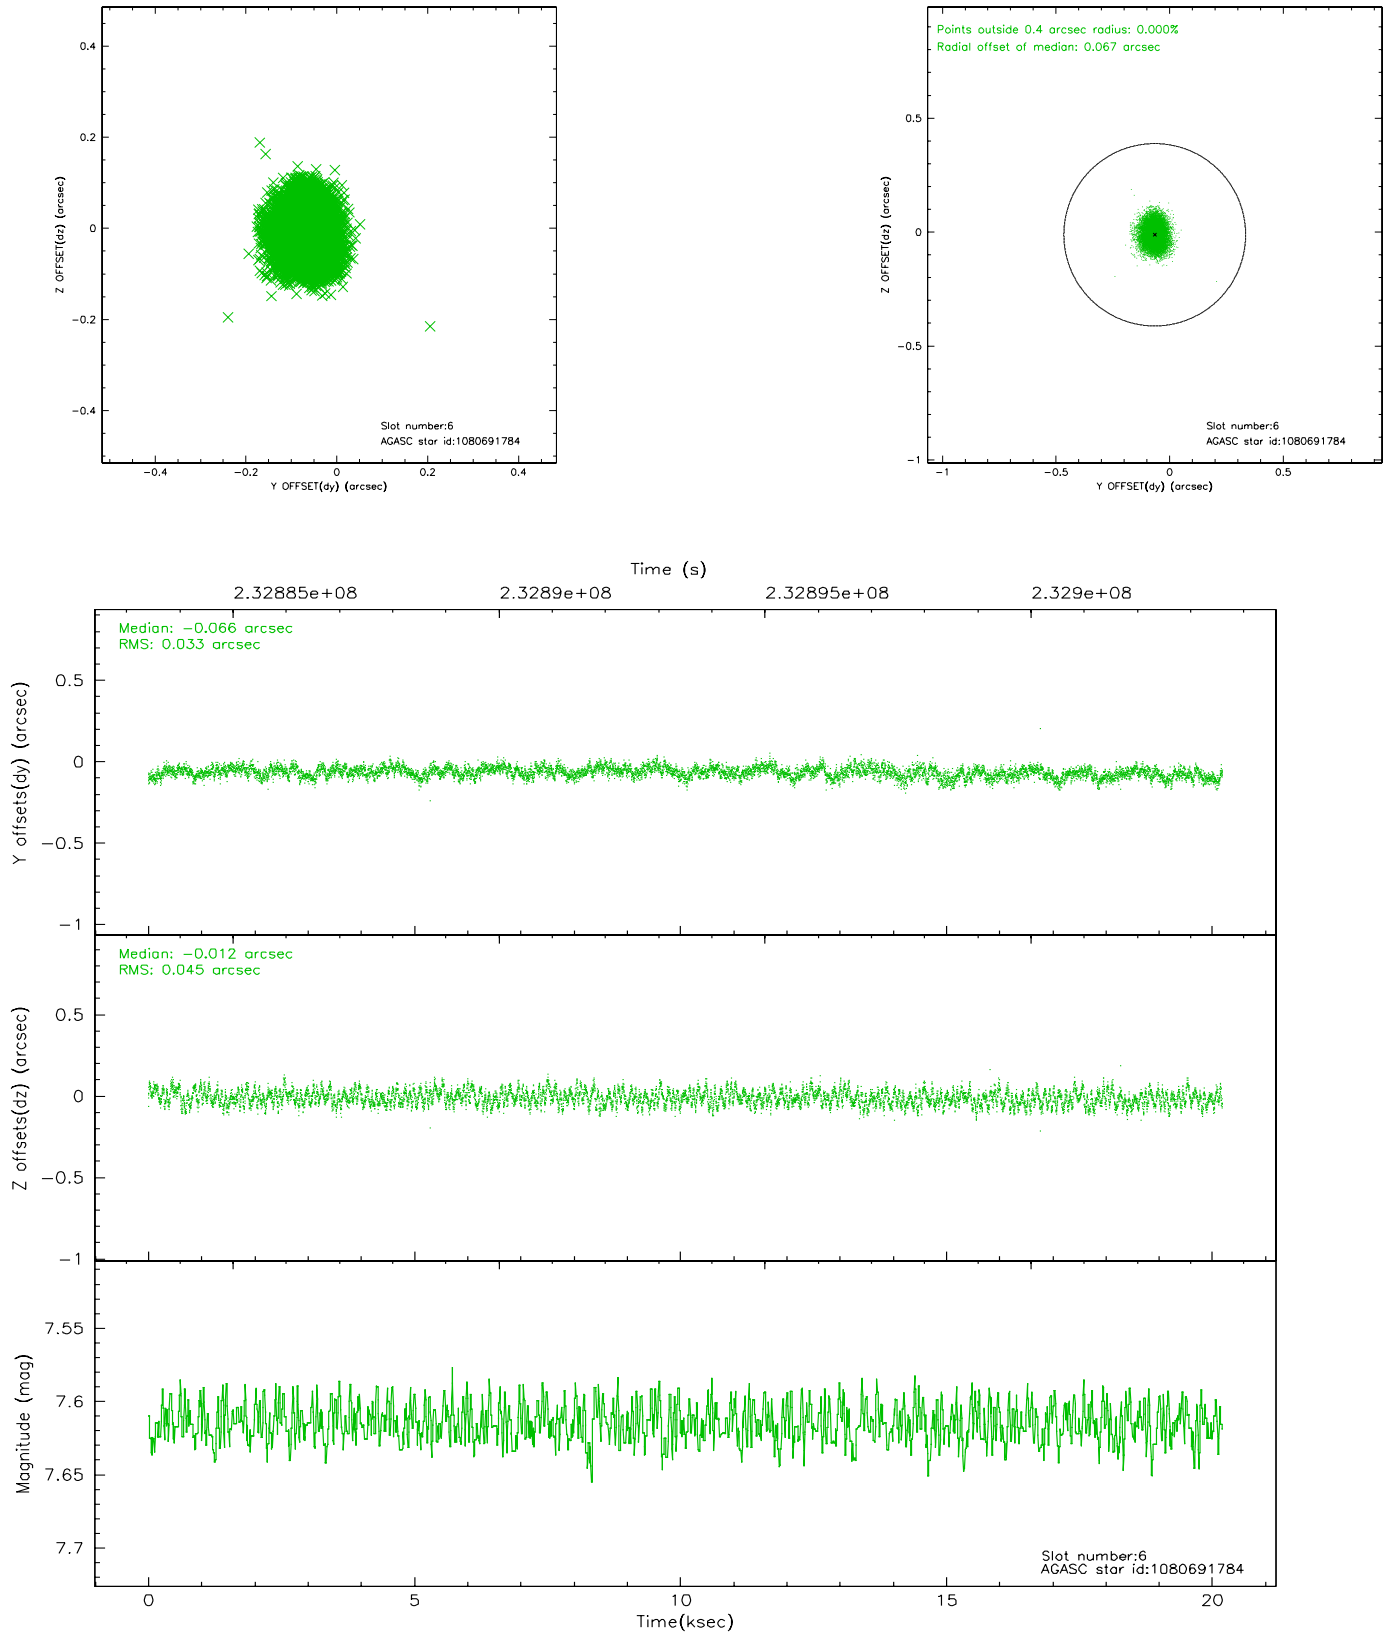 0.4
0.2
0
-0.2
-0.4
Z OFFSET(dz) (arcsec)
Slot number:6
AGASC star id:1080691784
-0.4 -0.2 0 0.2 0.4
Y OFFSET(dy) (arcsec)
Points outside 0.4 arcsec radius: 0.000%
Radial offset of median: 0.067 arcsec
0.5
0
-0.5
-1
Z OFFSET(dz) (arcsec)
Slot number:6
AGASC star id:1080691784
-1 -0.5 0 0.5
Y OFFSET(dy) (arcsec)
Time (s)
2.32885e+08 2.3289e+08 2.32895e+08 2.329e+08
Median: -0.066 arcsec
RMS: 0.033 arcsec
0.5
0
-0.5
-1
Y offsets(dy) (arcsec)
Median: -0.012 arcsec
RMS: 0.045 arcsec
0.5
0
-0.5
-1
Z offsets(dz) (arcsec)
7.55
7.6
7.65
7.7
Magnitude (mag)
Slot number:6
AGASC star id:1080691784
0 5 10 15 20
Time(ksec)